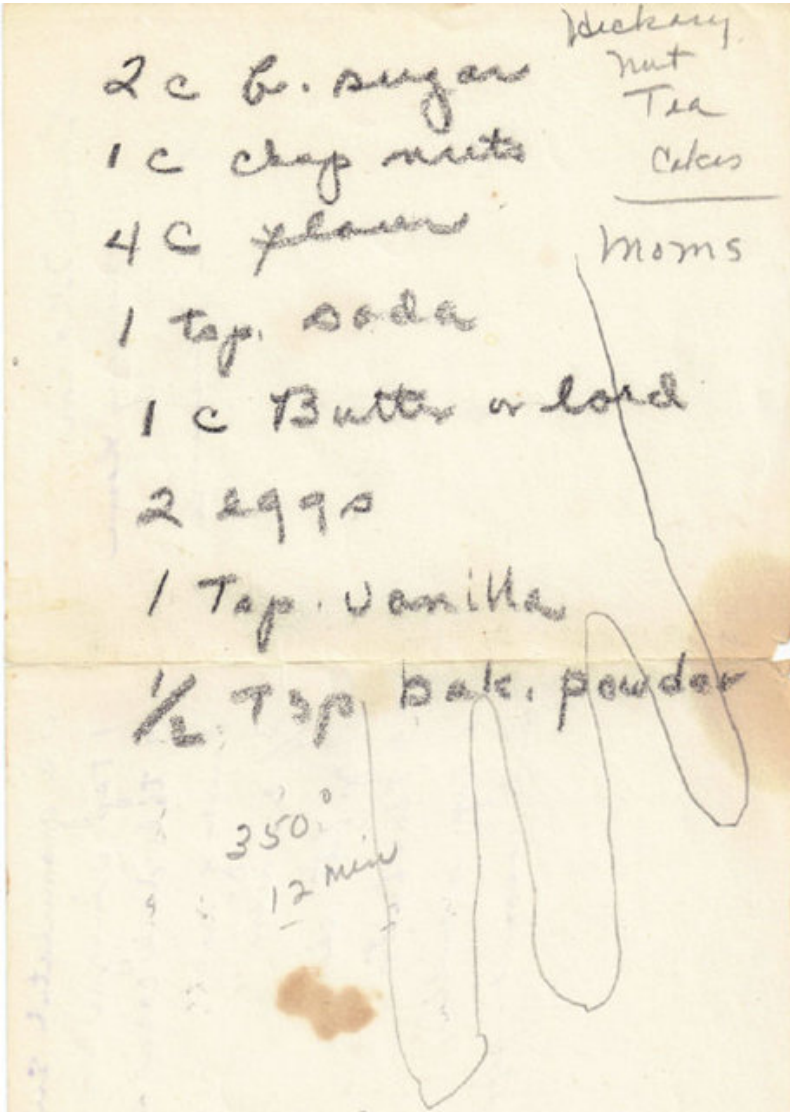 Hickory
nut
Tea
Cakes
Moms
2 c b. sugar
1 c chop nuts
4 c flour
1 tsp. soda
1 c Butter or lard
2 eggs
1 Tsp. vanilla
1/2 Tsp bak. powder
350°
12 min